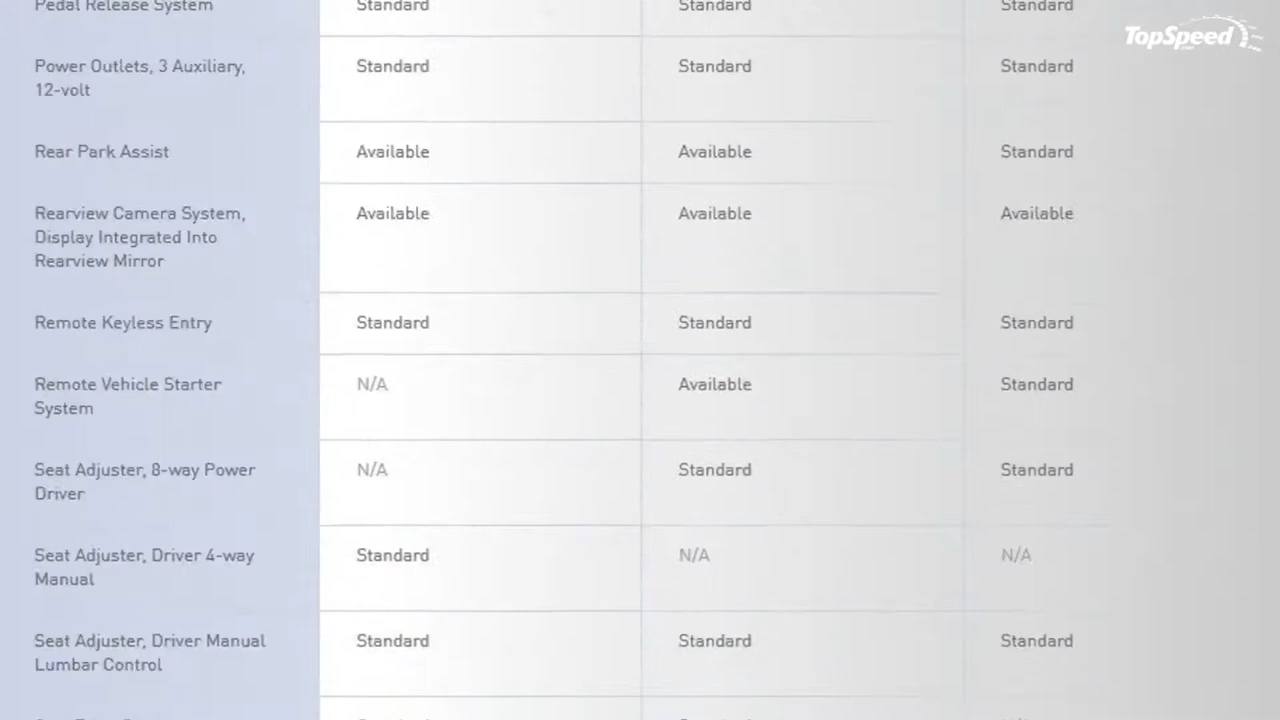 Pedal Release System Standard Standard Standard
TopSpeed
.com
Power Outlets, 3 Auxiliary, Standard Standard Standard
12-volt
Rear Park Assist Available Available Standard
Rearview Camera System, Available Available Available
Display Integrated Into
Rearview Mirror
Remote Keyless Entry Standard Standard Standard
Remote Vehicle Starter N/A Available Standard
System
Seat Adjuster, 8-way Power N/A Standard Standard
Driver
Seat Adjuster, Driver 4-way Standard N/A N/A
Manual
Seat Adjuster, Driver Manual Standard Standard Standard
Lumbar Control